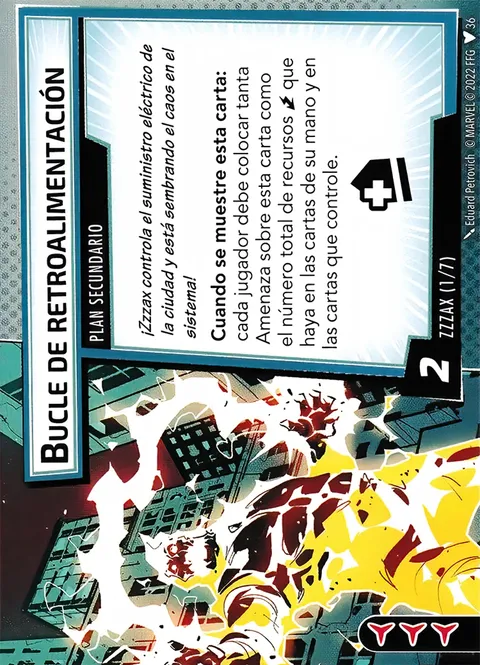 BUCLE DE RETROALIMENTACIÓN
PLAN SECUNDARIO
¡Zzzax controla el suministro eléctrico de
la ciudad y está sembrando el caos en el
sistema!
Cuando se muestre esta carta:
cada jugador debe colocar tanta
Amenaza sobre esta carta como
el número total de recursos que
haya en las cartas de su mano y en
las cartas que controle.
2
ZZZAX (1/7)
Eduard Petrovich © MARVEL © 2022 FFG 36